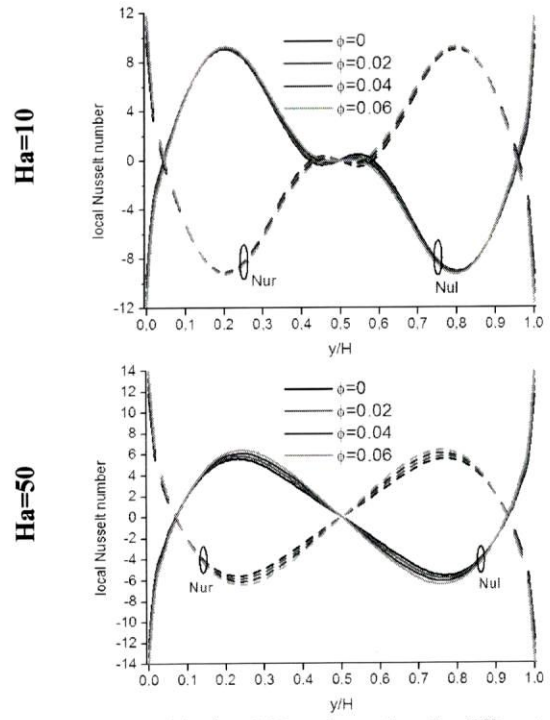 Ha=10
local Nusselt number
12
8
4
0
-4
-8
-12
ϕ=0
ϕ=0.02
ϕ=0.04
ϕ=0.06
Nur
Nul
0.0 0.1 0.2 0.3 0.4 0.5 0.6 0.7 0.8 0.9 1.0
y/H
Ha=50
local Nusselt number
14
12
10
8
6
4
2
0
-2
-4
-6
-8
-10
-12
-14
ϕ=0
ϕ=0.02
ϕ=0.04
ϕ=0.06
Nur
Nul
0.0 0.1 0.2 0.3 0.4 0.5 0.6 0.7 0.8 0.9 1.0
y/H